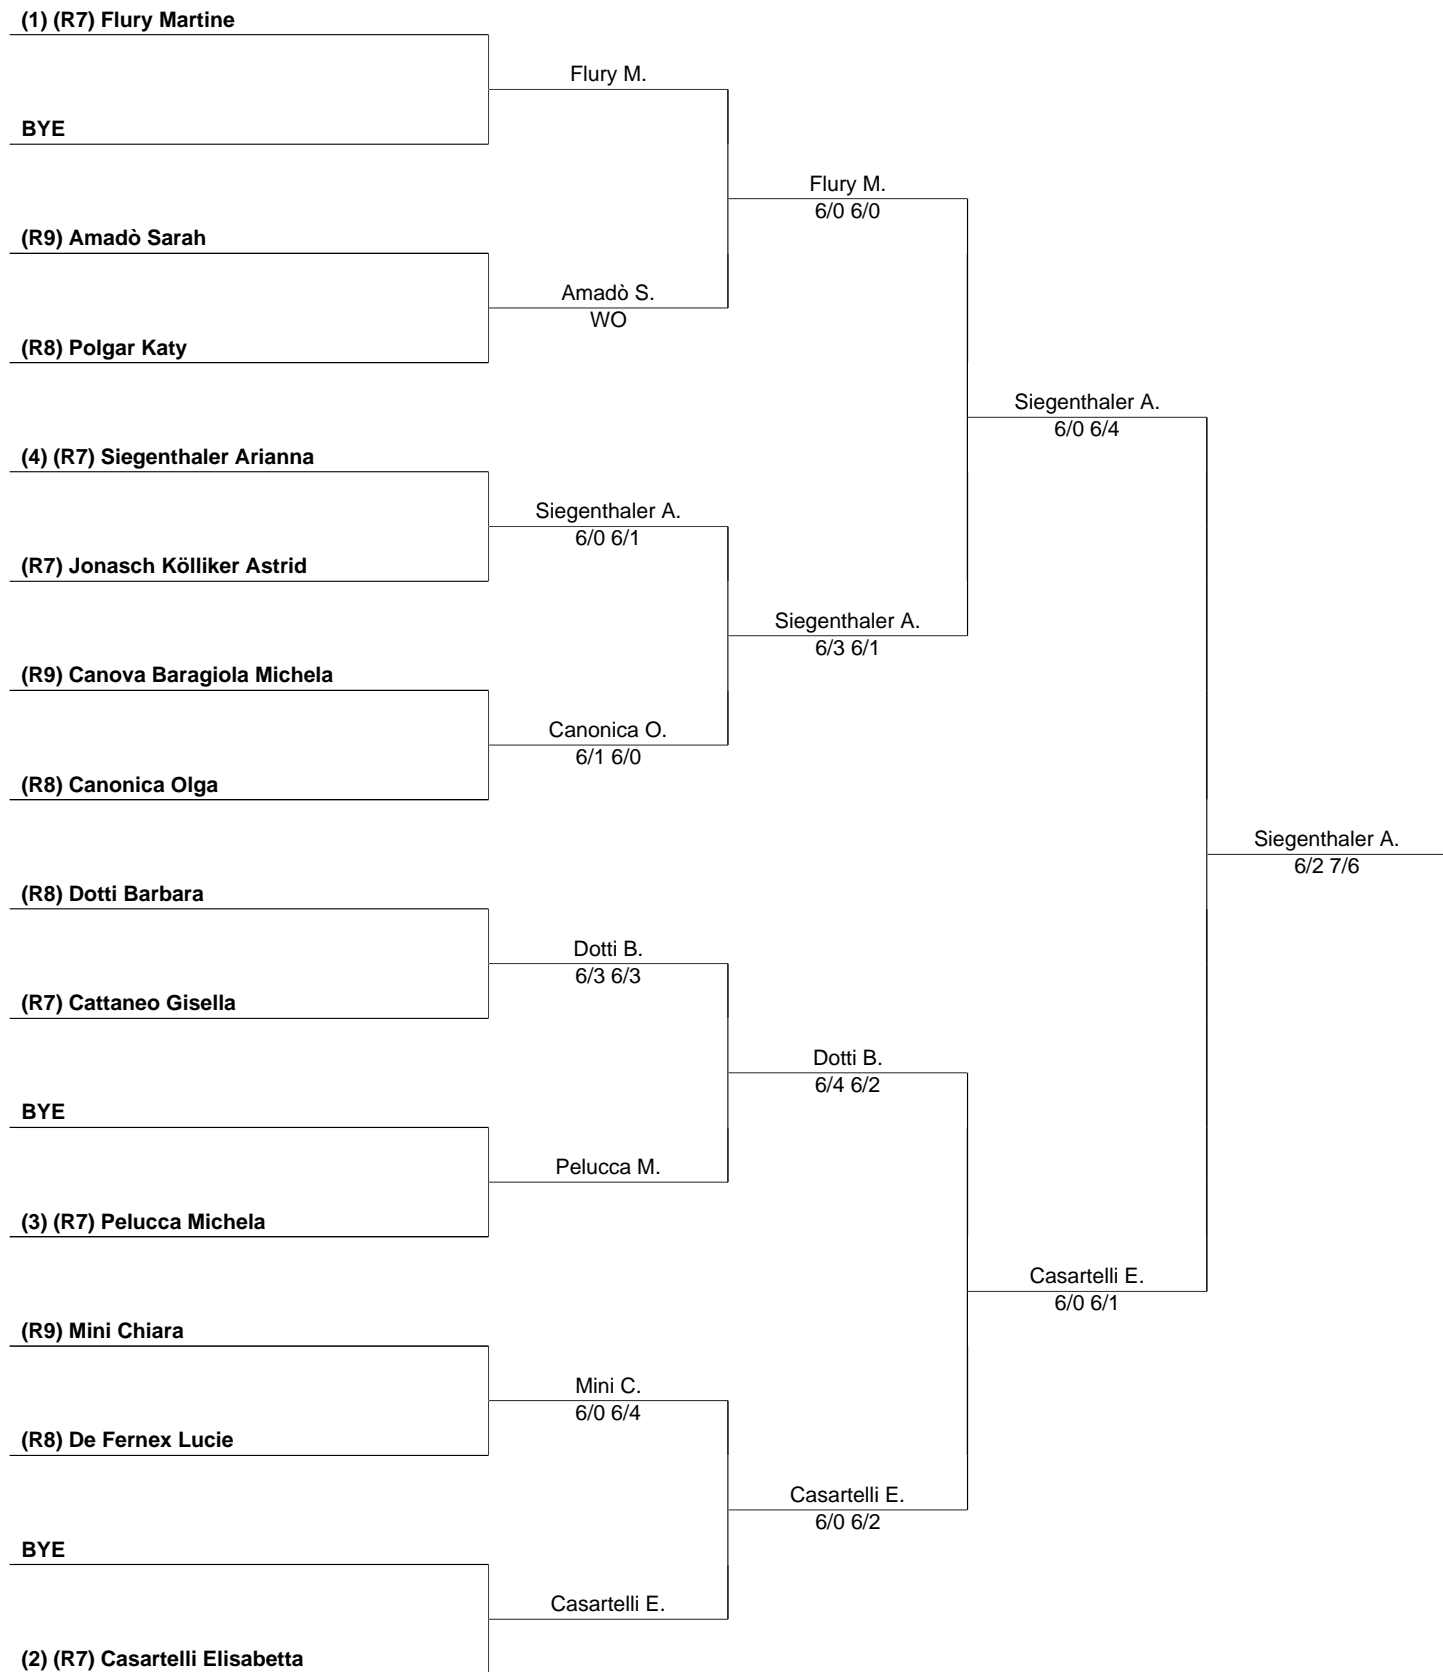 (1) (R7) Flury Martine
Flury M.
BYE
Flury M.
6/0 6/0
(R9) Amadò Sarah
Amadò S.
WO
(R8) Polgar Katy
Siegenthaler A.
6/0 6/4
(4) (R7) Siegenthaler Arianna
Siegenthaler A.
6/0 6/1
(R7) Jonasch Kölliker Astrid
Siegenthaler A.
6/3 6/1
(R9) Canova Baragiola Michela
Canonica O.
6/1 6/0
(R8) Canonica Olga
Siegenthaler A.
6/2 7/6
(R8) Dotti Barbara
Dotti B.
6/3 6/3
(R7) Cattaneo Gisella
Dotti B.
6/4 6/2
BYE
Pelucca M.
(3) (R7) Pelucca Michela
Casartelli E.
6/0 6/1
(R9) Mini Chiara
Mini C.
6/0 6/4
(R8) De Fernex Lucie
Casartelli E.
6/0 6/2
BYE
Casartelli E.
(2) (R7) Casartelli Elisabetta